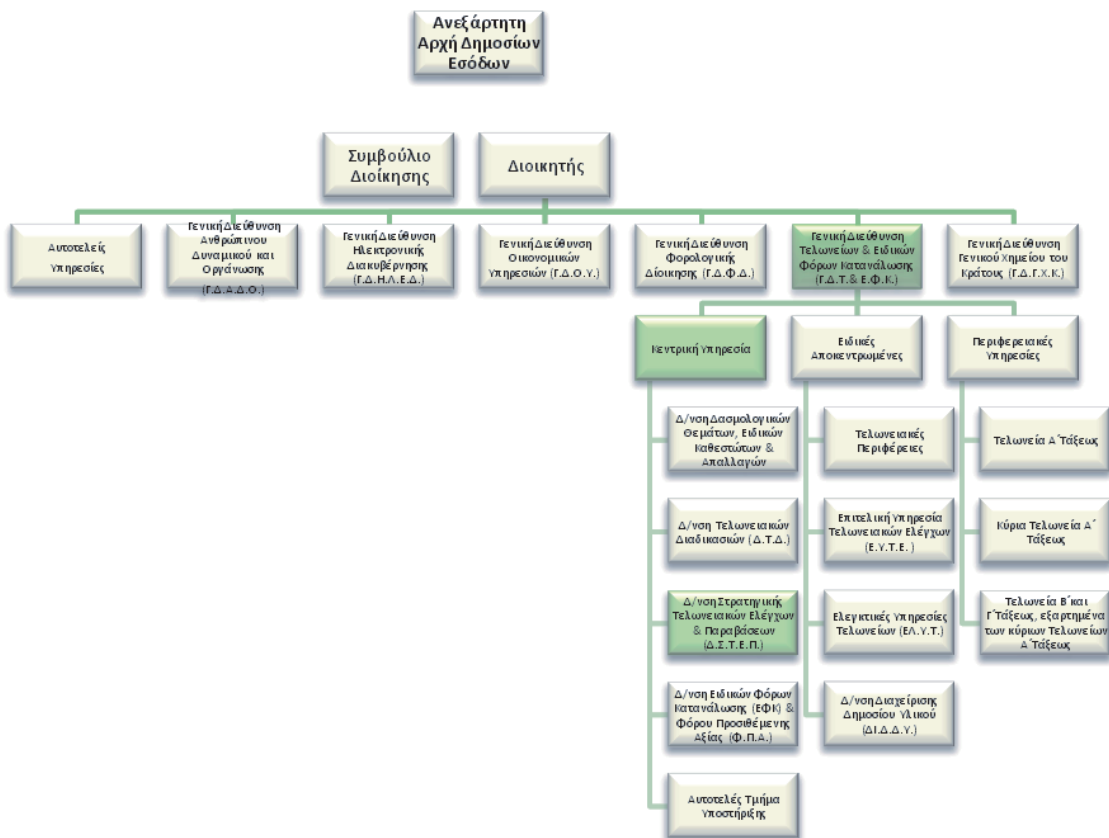 Ανεξάρτητη
Αρχή Δημοσίων
Εσόδων
Συμβούλιο
Διοίκησης
Διοικητής
Αυτοτελείς
Υπηρεσίες
Γενική Διεύθυνση
Ανθρώπινου
Δυναμικού και
Οργάνωσης
(Γ.Δ.Α.Δ.Ο.)
Γενική Διεύθυνση
Ηλεκτρονικής
Διακυβέρνησης
(Γ.Δ.Η.Λ.Ε.Δ.)
Γενική Διεύθυνση
Οικονομικών
Υπηρεσιών (Γ.Δ.Ο.Υ.)
Γενική Διεύθυνση
Φορολογικής
Δίοικησης (Γ.Δ.Φ.Δ.)
Γενική Διεύθυνση
Τελωνείων & Ειδικών
Φόρων Κατανάλωσης
(Γ.Δ.Τ.& Ε.Φ.Κ.)
Γενική Διεύθυνση
Γενικού Χημείου του
Κράτους (Γ.Δ.Γ.Χ.Κ.)
Κεντρική Υπηρεσία
Ειδικές
Αποκεντρωμένες
Περιφερειακές
Υπηρεσίες
Δ/νση Δασμολογικών
Θεμάτων, Ειδικών
Καθεστώτων &
Απαλλαγών
Δ/νση Τελωνειακών
Διαδικασιών (Δ.Τ.Δ.)
Δ/νση Στρατηγικής
Τελωνειακών Ελέγχων
& Παραβάσεων
(Δ.Σ.Τ.Ε.Π.)
Δ/νση Ειδικών Φόρων
Κατανάλωσης (ΕΦΚ) &
Φόρου Προστιθέμενης
Αξίας (Φ.Π.Α.)
Αυτοτελές Τμήμα
Υποστήριξης
Τελωνειακές
Περιφέρειες
Επιτελική Υπηρεσία
Τελωνειακών Ελέγχων
(Ε.Υ.Τ.Ε.)
Ελεγκτικές Υπηρεσίες
Τελωνείων (ΕΛ.Υ.Τ.)
Δ/νση Διαχείρισης
Δημοσίου Υλικού
(ΔΙ.Δ.Δ.Υ.)
Τελωνεία Α΄Τάξεως
Κύρια Τελωνεία Α΄
Τάξεως
Τελωνεία Β΄και
Γ΄Τάξεως, εξαρτημένα
των κύριων Τελωνείων
Α΄Τάξεως